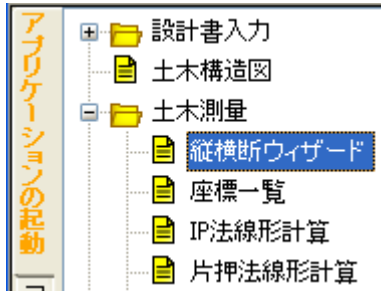 アプリケーションの起動
設計書入力
土木構造図
土木測量
縦横断ウィザード
座標一覧
IP法線形計算
片押法線形計算